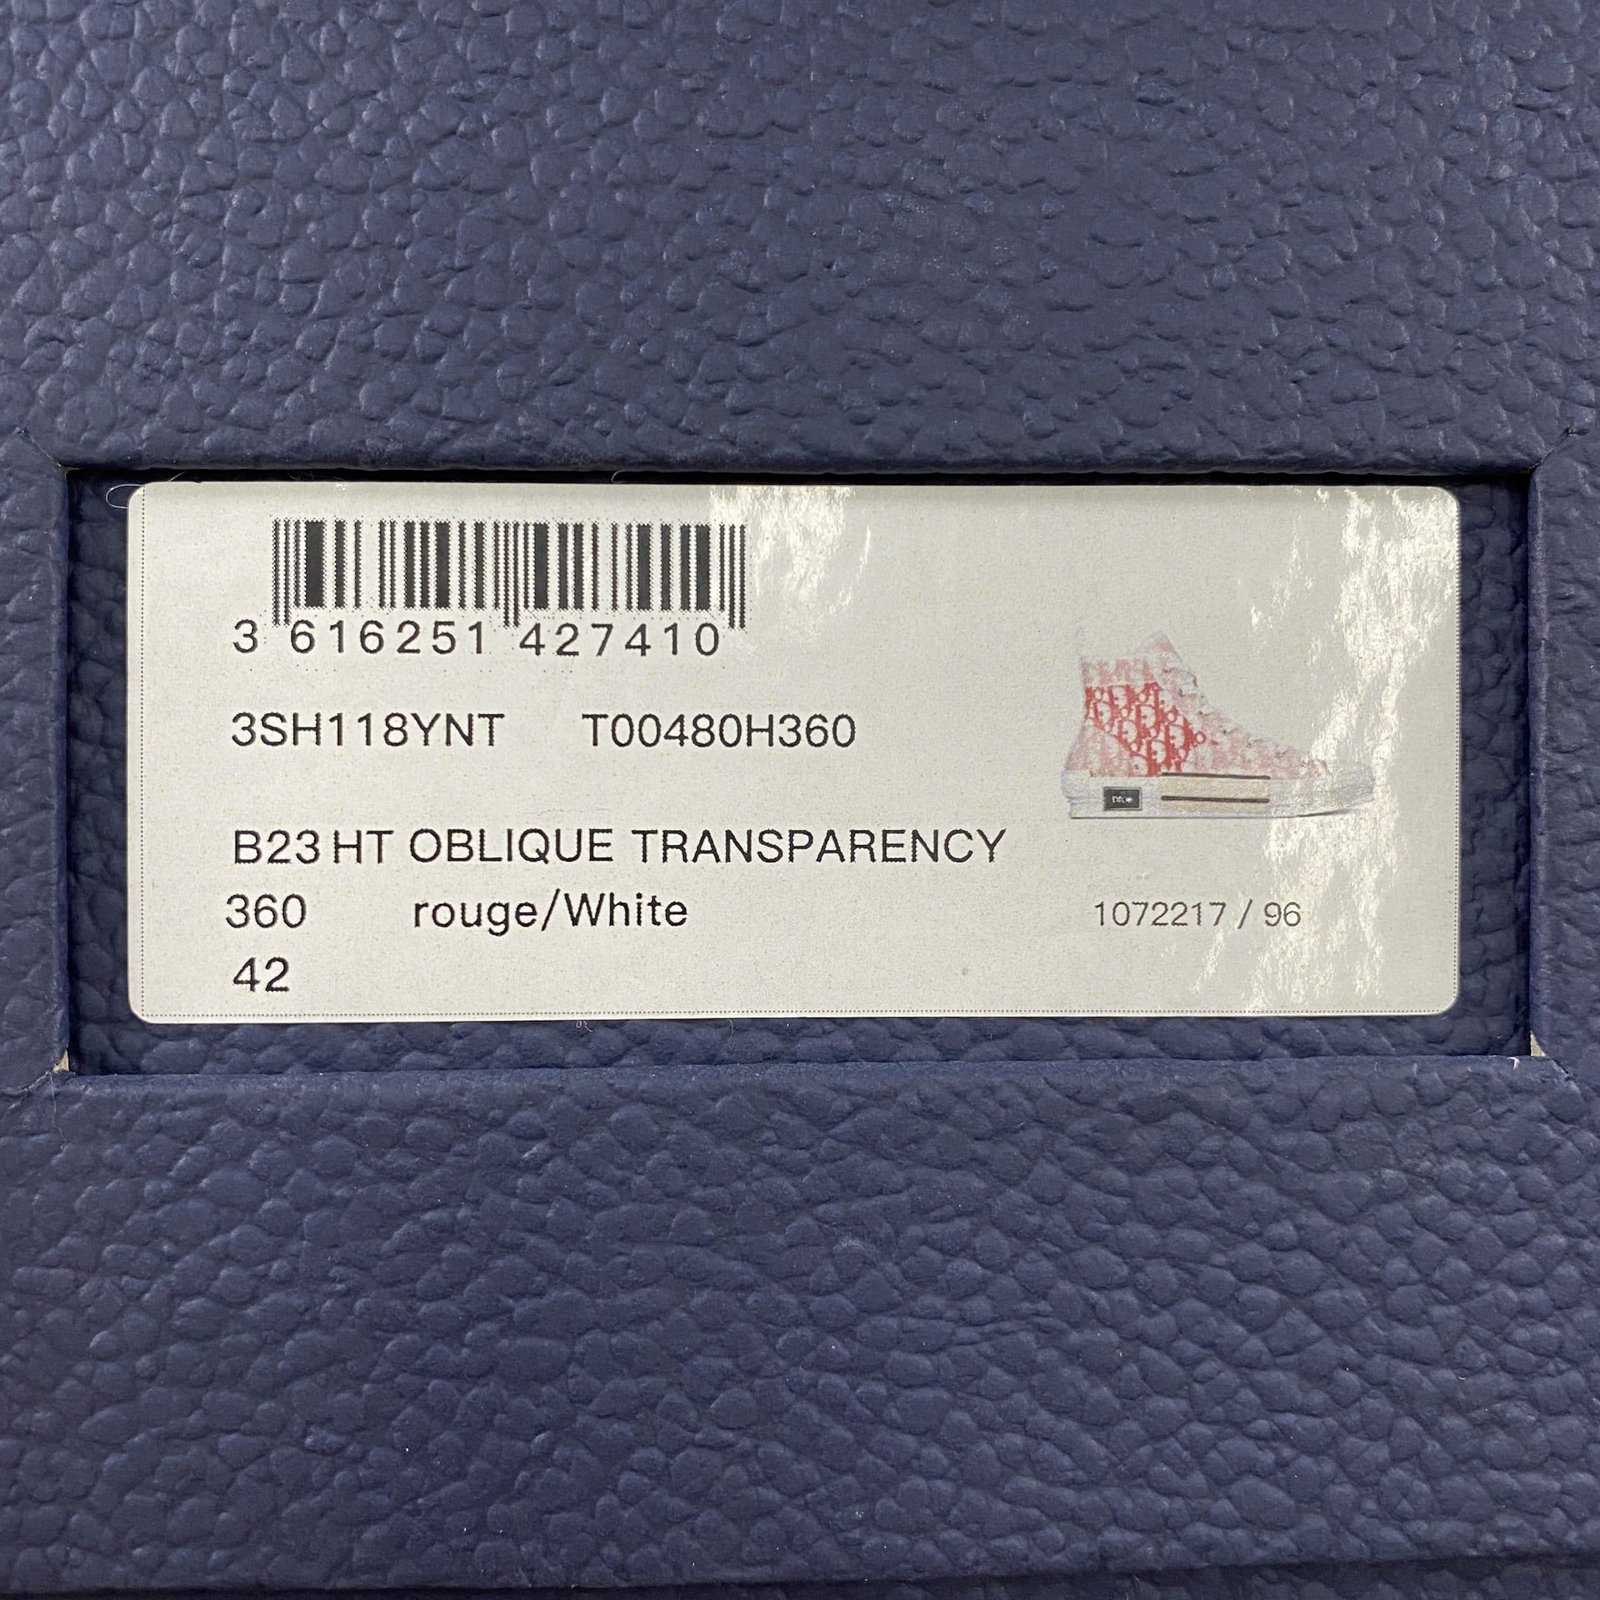 3 616251 427410
3SH118YNT T00480H360
B23 HT OBLIQUE TRANSPARENCY
360 rouge/White 1072217 / 96
42